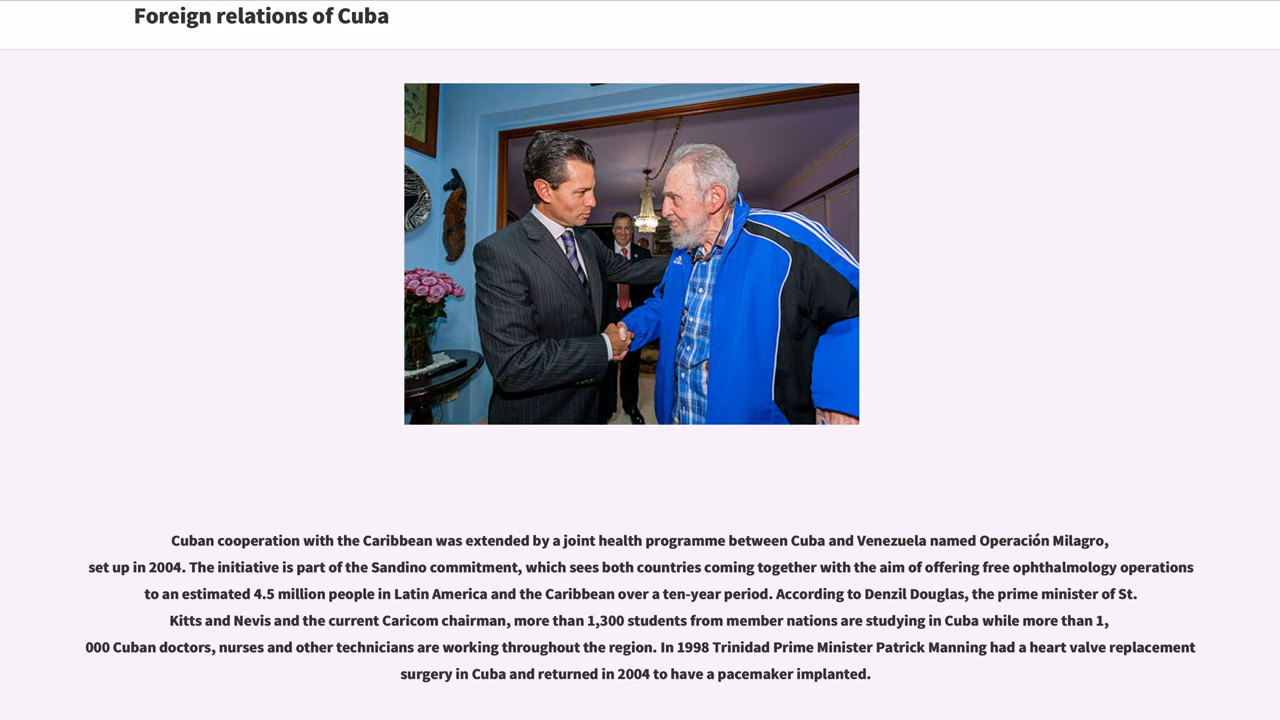 Foreign relations of Cuba
Cuban cooperation with the Caribbean was extended by a joint health programme between Cuba and Venezuela named Operación Milagro,
set up in 2004. The initiative is part of the Sandino commitment, which sees both countries coming together with the aim of offering free ophthalmology operations
to an estimated 4.5 million people in Latin America and the Caribbean over a ten-year period. According to Denzil Douglas, the prime minister of St.
Kitts and Nevis and the current Caricom chairman, more than 1,300 students from member nations are studying in Cuba while more than 1,
000 Cuban doctors, nurses and other technicians are working throughout the region. In 1998 Trinidad Prime Minister Patrick Manning had a heart valve replacement
surgery in Cuba and returned in 2004 to have a pacemaker implanted.